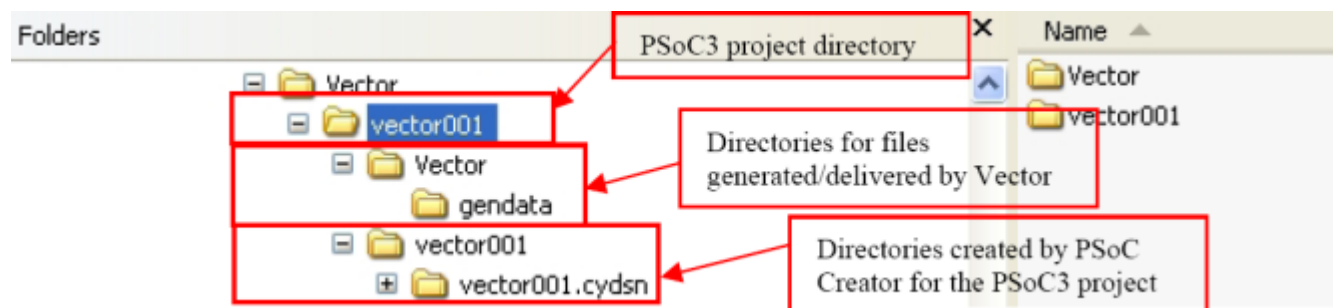 Folders
PSoC3 project directory
×
Name
Vector
Vector
vector001
vector001
Directories for files
generated/delivered by Vector
Vector
gendata
vector001
Directories created by PSoC
Creator for the PSoC3 project
vector001.cydsn